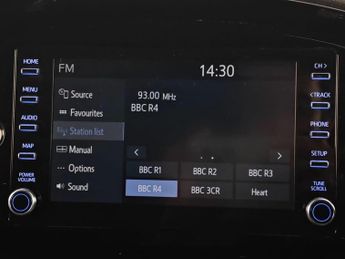 HOME
MENU
AUDIO
MAP
POWER
VOLUME
FM
14:30
Source
Favourites
Station list
Manual
Options
Sound
93.00 MHz
BBC R4
<
>
BBC R1
BBC R2
BBC R3
BBC R4
BBC 3CR
Heart
CH >
< TRACK
PHONE
SETUP
TUNE
SCROLL